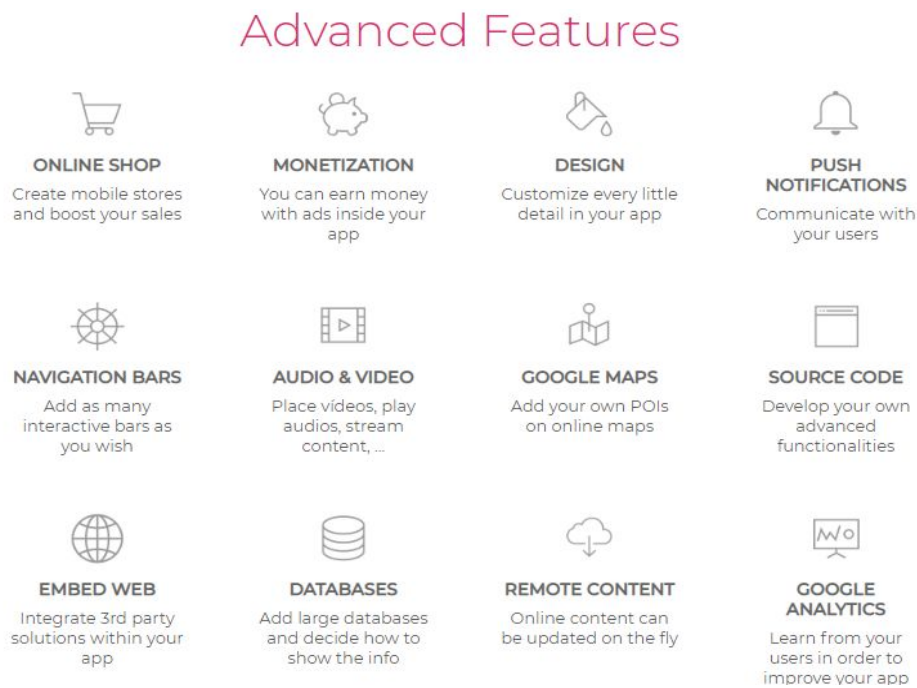 Advanced Features
ONLINE SHOP
Create mobile stores
and boost your sales
MONETIZATION
You can earn money
with ads inside your
app
DESIGN
Customize every little
detail in your app
PUSH
NOTIFICATIONS
Communicate with
your users
NAVIGATION BARS
Add as many
interactive bars as
you wish
AUDIO & VIDEO
Place vídeos, play
audios, stream
content, ...
GOOGLE MAPS
Add your own POIs
on online maps
SOURCE CODE
Develop your own
advanced
functionalities
EMBED WEB
Integrate 3rd party
solutions within your
app
DATABASES
Add large databases
and decide how to
show the info
REMOTE CONTENT
Online content can
be updated on the fly
GOOGLE
ANALYTICS
Learn from your
users in order to
improve your app